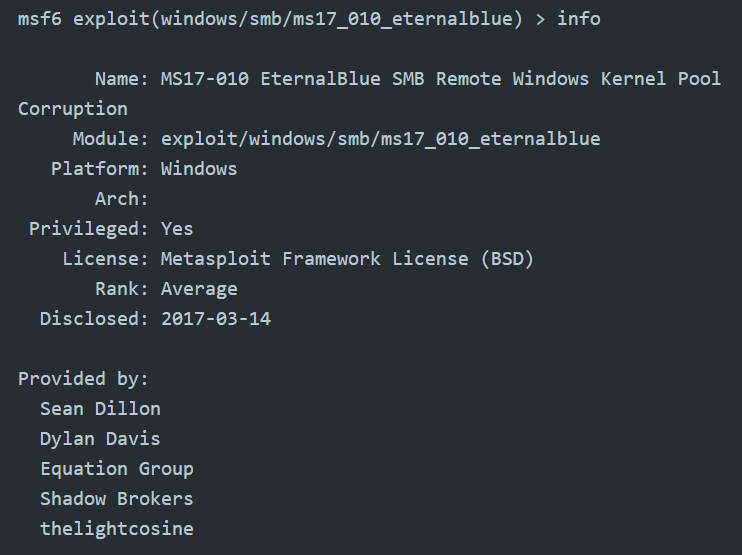 msf6 exploit(windows/smb/ms17_010_eternalblue) > info
Name: MS17-010 EternalBlue SMB Remote Windows Kernel Pool
Corruption
Module: exploit/windows/smb/ms17_010_eternalblue
Platform: Windows
Arch:
Privileged: Yes
License: Metasploit Framework License (BSD)
Rank: Average
Disclosed: 2017-03-14
Provided by:
Sean Dillon
Dylan Davis
Equation Group
Shadow Brokers
thelightcosine